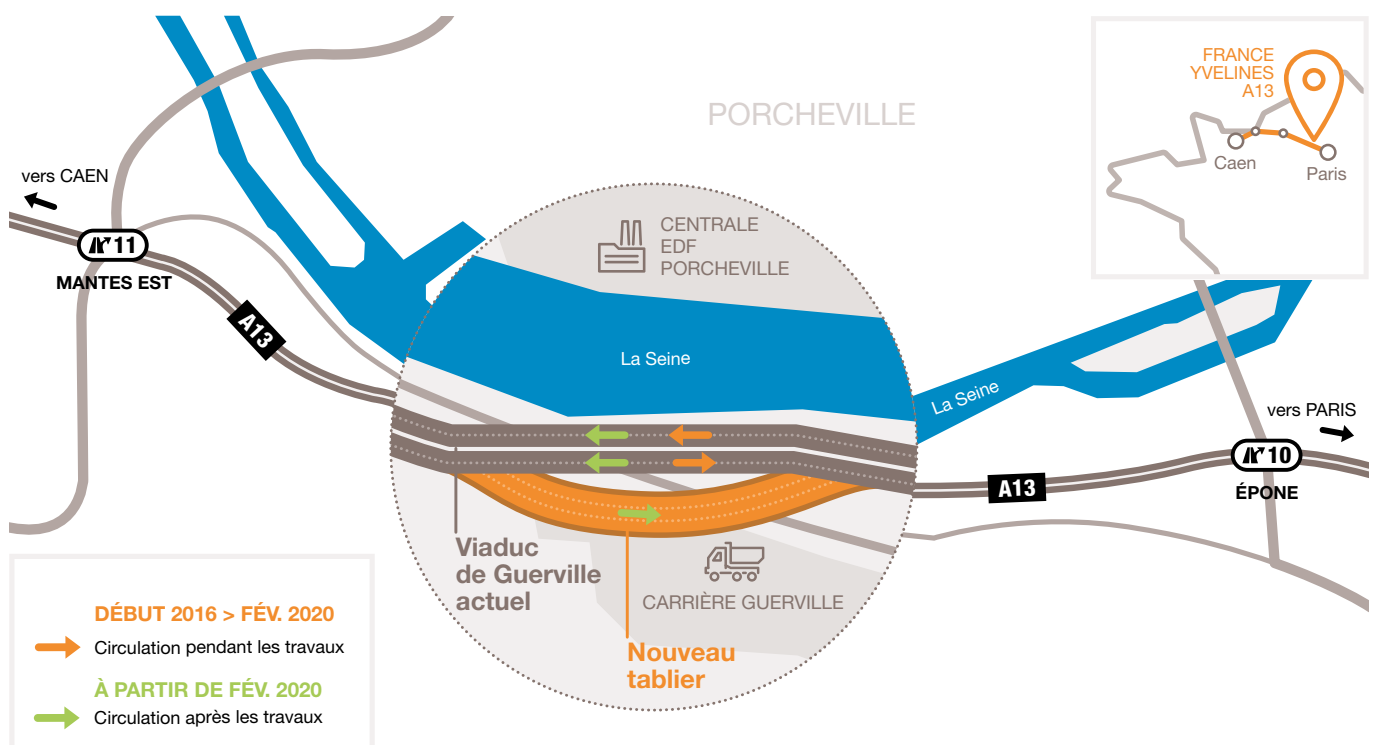 PORCHEVILLE
FRANCE
YVELINES
A13
Caen
Paris
vers CAEN
11
MANTES EST
A13
CENTRALE
EDF
PORCHEVILLE
La Seine
La Seine
vers PARIS
10
ÉPONE
A13
Viaduc
de Guerville
actuel
CARRIÈRE GUERVILLE
Nouveau
tablier
DÉBUT 2016 > FÉV. 2020
Circulation pendant les travaux
À PARTIR DE FÉV. 2020
Circulation après les travaux